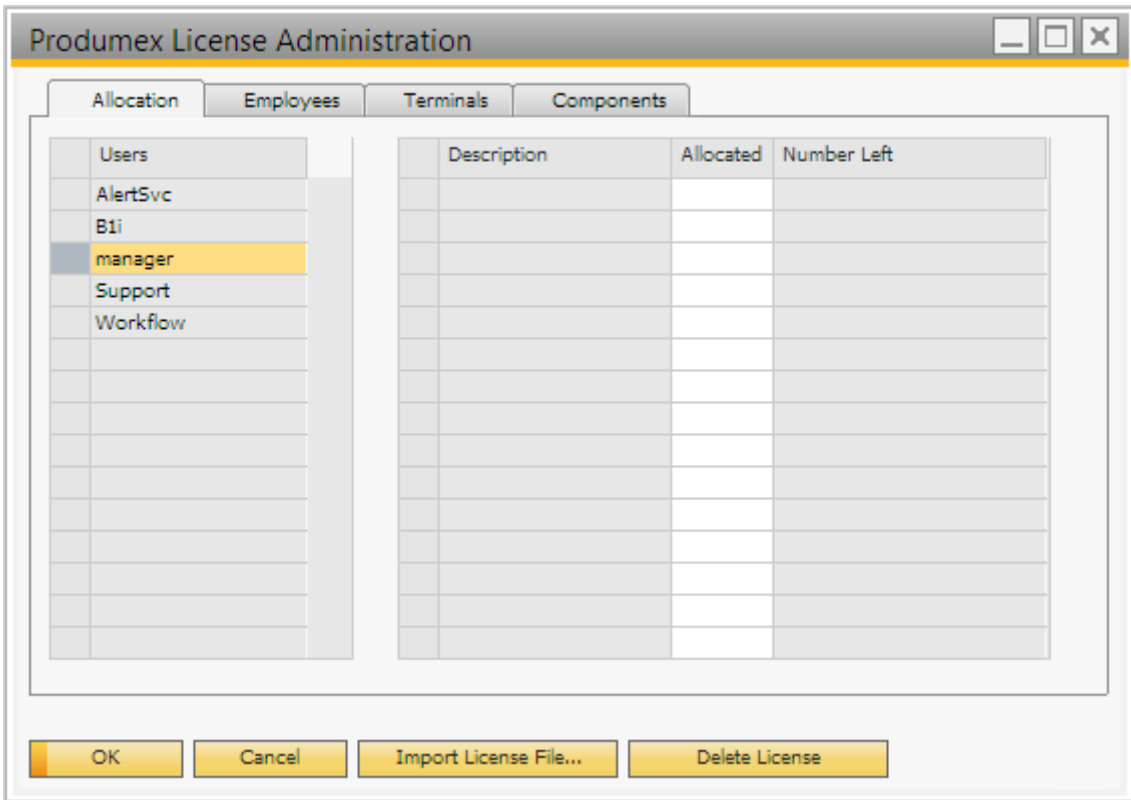 Produmex License Administration
Allocation Employees Terminals Components
Users Description Allocated Number Left
AlertSvc
B1i
manager
Support
Workflow
OK Cancel Import License File... Delete License